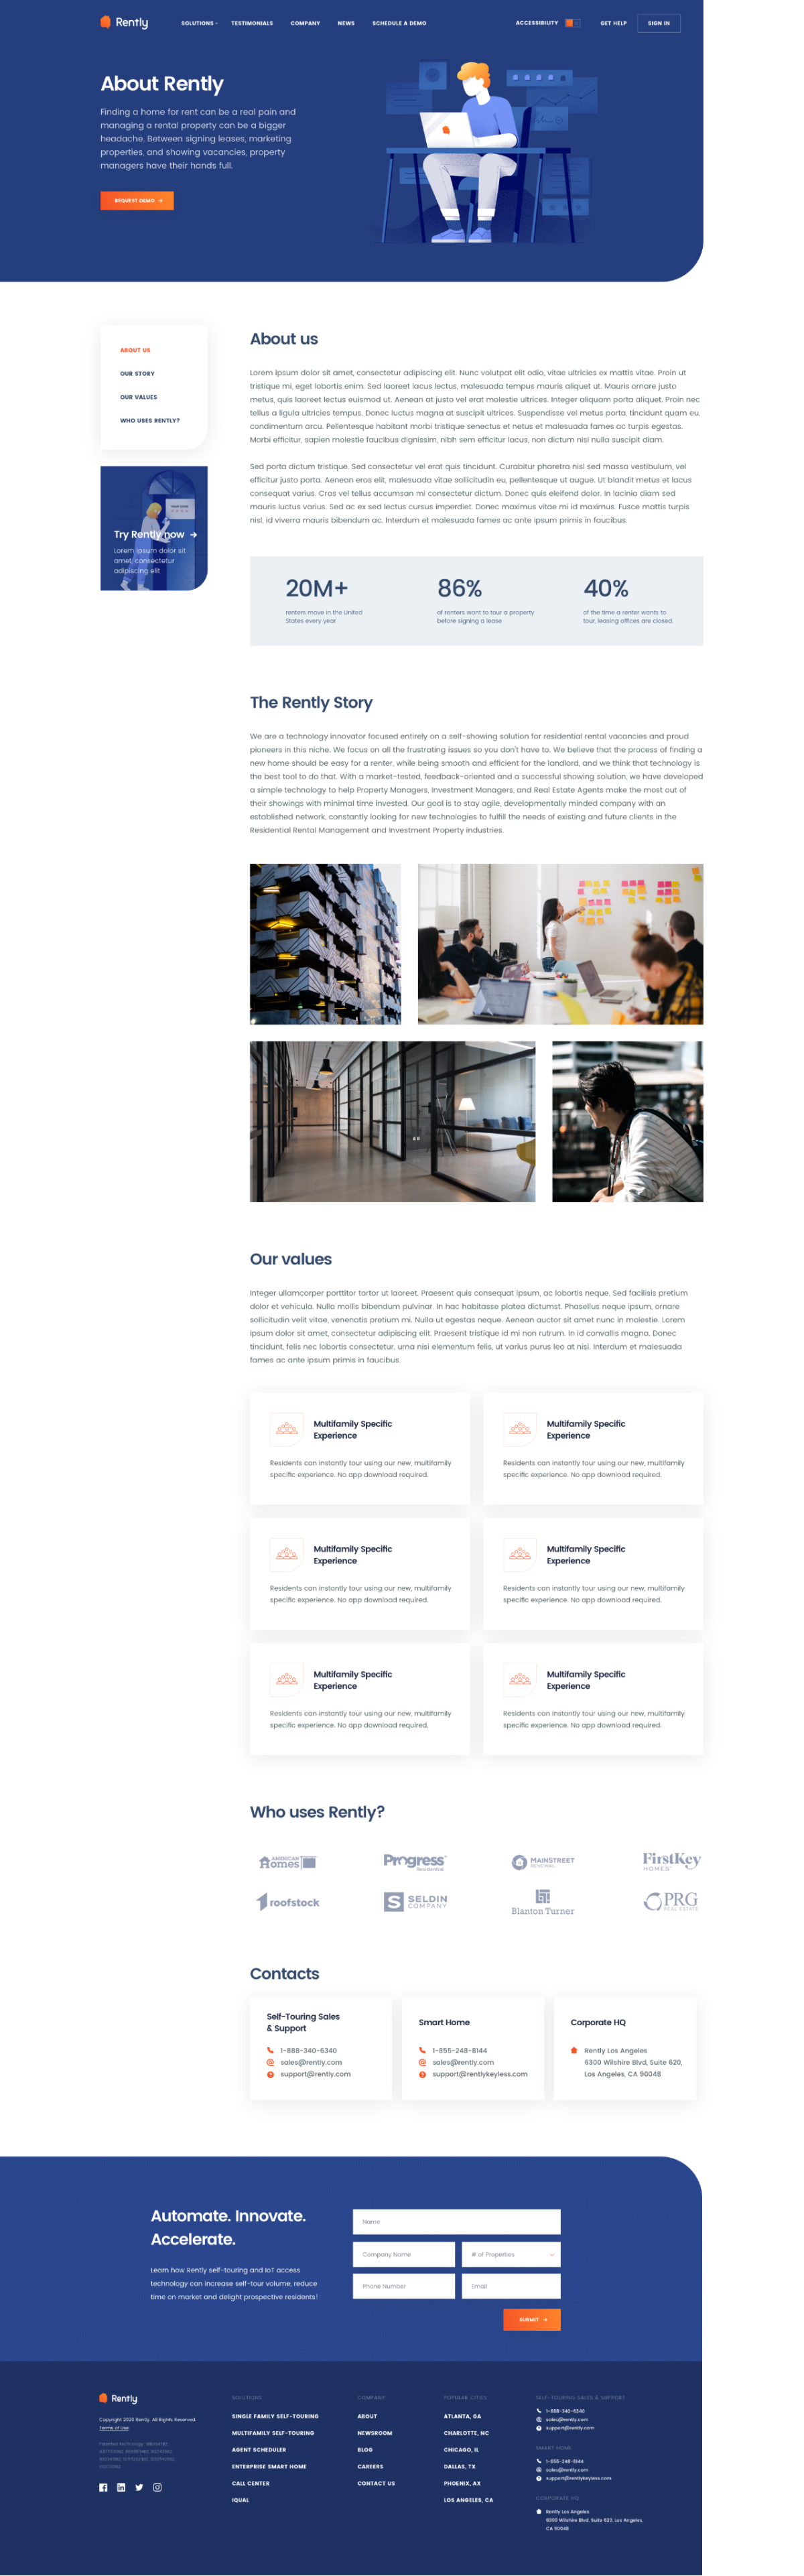 Rently
SOLUTIONS
TESTIMONIALS
COMPANY
NEWS
SCHEDULE A DEMO
ACCESSIBILITY
GET HELP
SIGN IN
About Rently
Finding a home for rent can be a real pain and
managing a rental property can be a bigger
headache. Between signing leases, marketing
properties, and showing vacancies, property
managers have their hands full.
REQUEST DEMO →
ABOUT US
OUR STORY
OUR VALUES
WHO USES RENTLY?
Try Rently now →
Lorem ipsum dolor sit
amet, consectetur
adipiscing elit
About us
Lorem ipsum dolor sit amet, consectetur adipiscing elit. Nunc volutpat elit odio, vitae ultricies ex mattis vitae. Proin ut
tristique mi, eget lobortis enim. Sed laoreet lacus lectus, malesuada tempus mauris aliquet ut. Mauris ornare justo
metus, quis laoreet lectus euismod ut. Aenean at justo vel erat molestie ultrices. Integer aliquam porta aliquet. Proin nec
tellus a ligula ultricies tempus. Donec luctus magna at suscipit ultrices. Suspendisse vel metus porta, tincidunt quam eu,
condimentum arcu. Pellentesque habitant morbi tristique senectus et netus et malesuada fames ac turpis egestas.
Morbi efficitur, sapien molestie faucibus dignissim, nibh sem efficitur lacus, non dictum nisi nulla suscipit diam.
Sed porta dictum tristique. Sed consectetur vel erat quis tincidunt. Curabitur pharetra nisl sed massa vestibulum, vel
efficitur justo porta. Aenean eros elit, malesuada vitae sollicitudin eu, pellentesque ut augue. Ut blandit metus et lacus
consequat varius. Cras vel tellus accumsan mi consectetur dictum. Donec quis eleifend dolor. In lacinia diam sed
mauris luctus varius. Sed ac ex sed lectus cursus imperdiet. Donec maximus vitae mi id maximus. Fusce mattis turpis
nisl, id viverra mauris bibendum ac. Interdum et malesuada fames ac ante ipsum primis in faucibus.
20M+
renters move in the United
States every year
86%
of renters want to tour a property
before signing a lease
40%
of the time a renter wants to
tour, leasing offices are closed.
The Rently Story
We are a technology innovator focused entirely on a self-showing solution for residential rental vacancies and proud
pioneers in this niche. We focus on all the frustrating issues so you don't have to. We believe that the process of finding a
new home should be easy for a renter, while being smooth and efficient for the landlord, and we think that technology is
the best tool to do that. With a market-tested, feedback-oriented and a successful showing solution, we have developed
a simple technology to help Property Managers, Investment Managers, and Real Estate Agents make the most out of
their showings with minimal time invested. Our goal is to stay agile, developmentally minded company with an
established network, constantly looking for new technologies to fulfill the needs of existing and future clients in the
Residential Rental Management and Investment Property industries.
Our values
Integer ullamcorper porttitor tortor ut laoreet. Praesent quis consequat ipsum, ac lobortis neque. Sed facilisis pretium
dolor et vehicula. Nulla mollis bibendum pulvinar. In hac habitasse platea dictumst. Phasellus neque ipsum, ornare
sollicitudin velit vitae, venenatis pretium mi. Nulla ut egestas neque. Aenean auctor sit amet nunc in molestie. Lorem
ipsum dolor sit amet, consectetur adipiscing elit. Praesent tristique id mi non rutrum. In id convallis magna. Donec
tincidunt, felis nec lobortis consectetur, urna nisi elementum felis, ut varius purus leo at nisl. Interdum et malesuada
fames ac ante ipsum primis in faucibus.
Multifamily Specific
Experience
Residents can instantly tour using our new, multifamily
specific experience. No app download required.
Multifamily Specific
Experience
Residents can instantly tour using our new, multifamily
specific experience. No app download required.
Multifamily Specific
Experience
Residents can instantly tour using our new, multifamily
specific experience. No app download required.
Multifamily Specific
Experience
Residents can instantly tour using our new, multifamily
specific experience. No app download required.
Multifamily Specific
Experience
Residents can instantly tour using our new, multifamily
specific experience. No app download required.
Multifamily Specific
Experience
Residents can instantly tour using our new, multifamily
specific experience. No app download required.
Who uses Rently?
AMERICAN
Homes
Progress
Residential
MAINSTREET
RENEWAL
FirstKey
HOMES
roofstock
SELDIN
COMPANY
Blanton Turner
PRG
REAL ESTATE
Contacts
Self-Touring Sales
& Support
1-888-340-6340
sales@rently.com
support@rently.com
Smart Home
1-855-248-8144
sales@rently.com
support@rentlykeyless.com
Corporate HQ
Rently Los Angeles
6300 Wilshire Blvd, Suite 620,
Los Angeles, CA 90048
Automate. Innovate.
Accelerate.
Learn how Rently self-touring and IoT access
technology can increase self-tour volume, reduce
time on market and delight prospective residents!
Name
Company Name
# of Properties
Phone Number
Email
SUBMIT →
Rently
Copyright 2020 Rently. All Rights Reserved.
Terms of Use
SOLUTIONS
SINGLE FAMILY SELF-TOURING
MULTIFAMILY SELF-TOURING
AGENT SCHEDULER
ENTERPRISE SMART HOME
CALL CENTER
IQUAL
COMPANY
ABOUT
NEWSROOM
BLOG
CAREERS
CONTACT US
POPULAR CITIES
ATLANTA, GA
CHARLOTTE, NC
CHICAGO, IL
DALLAS, TX
PHOENIX, AX
LOS ANGELES, CA
SELF-TOURING SALES & SUPPORT
1-888-340-6340
sales@rently.com
support@rently.com
SMART HOME
1-855-248-8144
sales@rently.com
support@rentlykeyless.com
CORPORATE HQ
Rently Los Angeles
6300 Wilshire Blvd, Suite 620, Los Angeles,
CA 90048